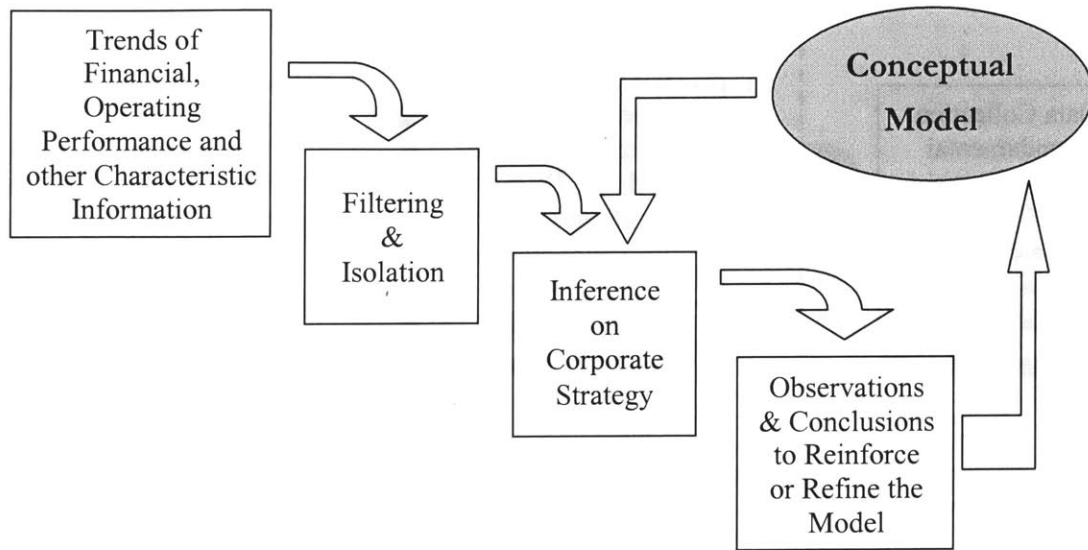 Trends of
Financial,
Operating
Performance and
other Characteristic
Information
Filtering
&
Isolation
Inference
on
Corporate
Strategy
Observations
& Conclusions
to Reinforce
or Refine the
Model
Conceptual
Model